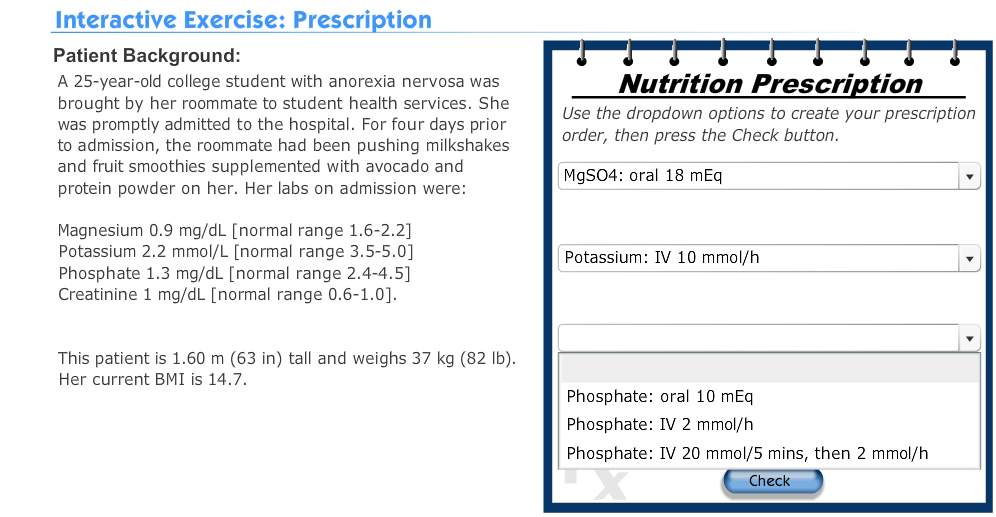 Interactive Exercise: Prescription
Patient Background:
A 25-year-old college student with anorexia nervosa was
brought by her roommate to student health services. She
was promptly admitted to the hospital. For four days prior
to admission, the roommate had been pushing milkshakes
and fruit smoothies supplemented with avocado and
protein powder on her. Her labs on admission were:
Magnesium 0.9 mg/dL [normal range 1.6-2.2]
Potassium 2.2 mmol/L [normal range 3.5-5.0]
Phosphate 1.3 mg/dL [normal range 2.4-4.5]
Creatinine 1 mg/dL [normal range 0.6-1.0].
This patient is 1.60 m (63 in) tall and weighs 37 kg (82 lb).
Her current BMI is 14.7.
Nutrition Prescription
Use the dropdown options to create your prescription
order, then press the Check button.
MgSO4: oral 18 mEq
Potassium: IV 10 mmol/h
Phosphate: oral 10 mEq
Phosphate: IV 2 mmol/h
Phosphate: IV 20 mmol/5 mins, then 2 mmol/h
Check